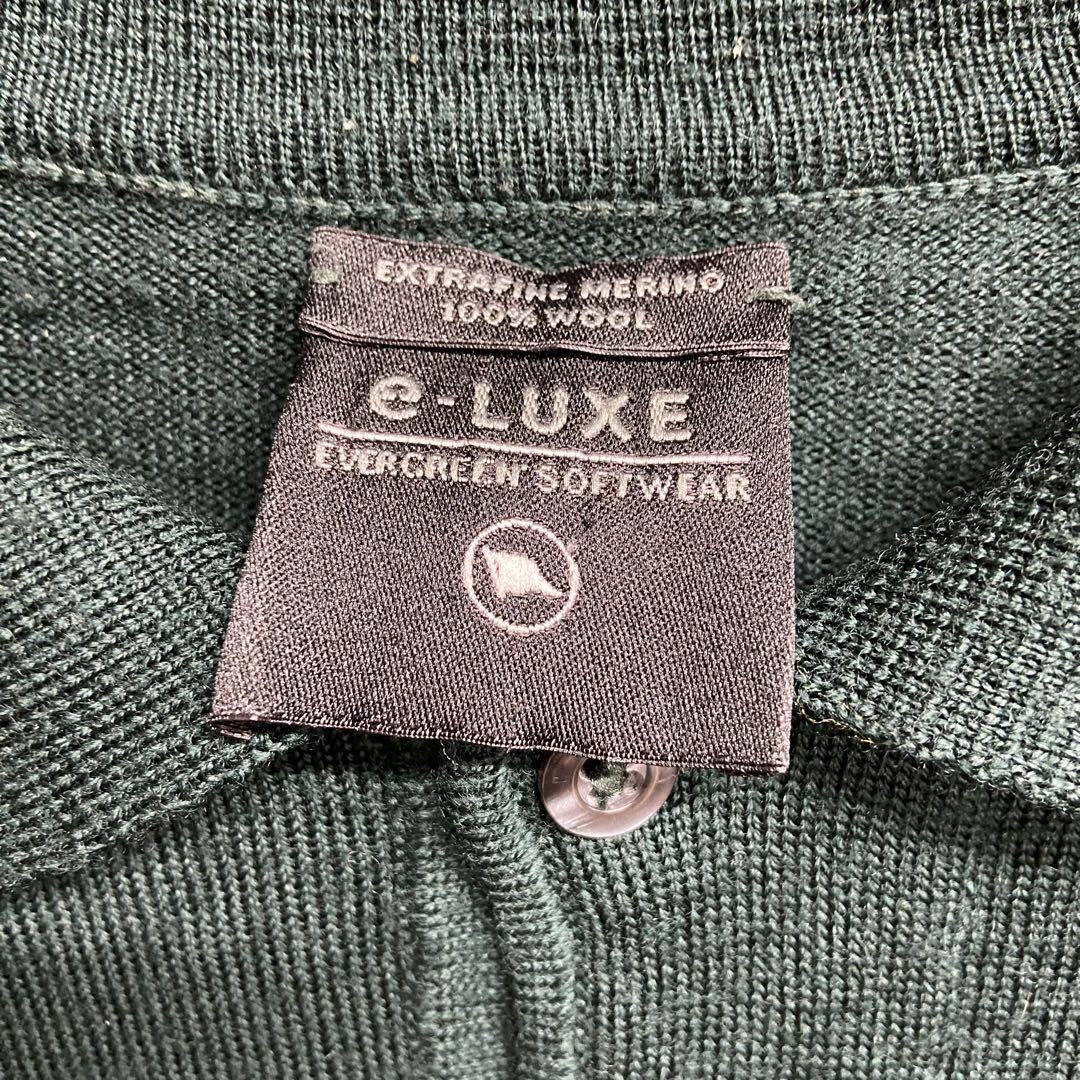 EXTRAFINE MERINO
100% WOOL
e-LUXE
EVERGREEN SOFTWEAR